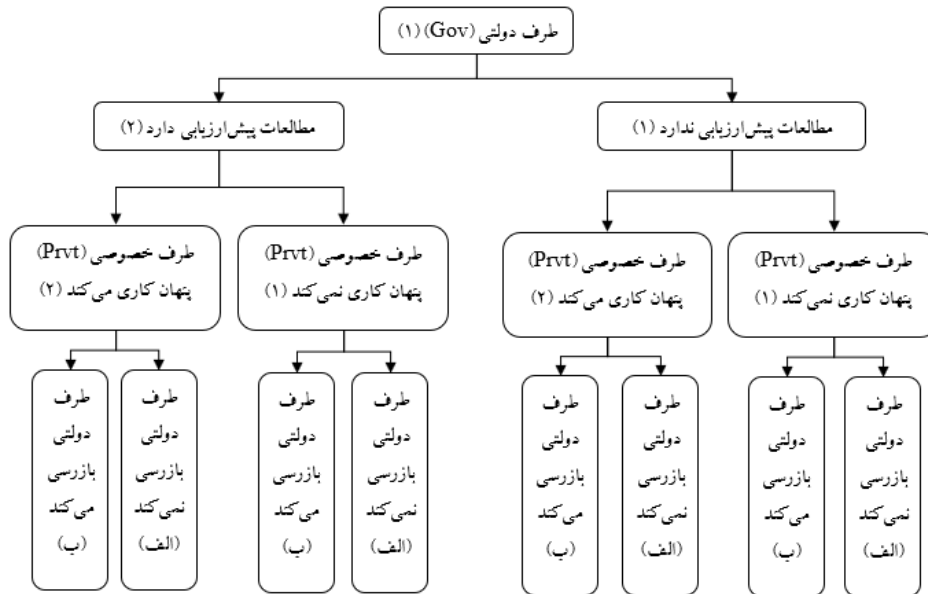 طرف دولتی (Gov) (۱)
مطالعات پیش‌ارزیابی ندارد (۱)
مطالعات پیش‌ارزیابی دارد (۲)
طرف خصوصی (Prvt)
پتهان کاری نمی‌کند (۱)
طرف خصوصی (Prvt)
پتهان کاری می‌کند (۲)
طرف خصوصی (Prvt)
پتهان کاری نمی‌کند (۱)
طرف خصوصی (Prvt)
پتهان کاری می‌کند (۲)
طرف
دولتی
بازرسی
نمی‌کند
(الف)
طرف
دولتی
بازرسی
می‌کند
(ب)
طرف
دولتی
بازرسی
نمی‌کند
(الف)
طرف
دولتی
بازرسی
می‌کند
(ب)
طرف
دولتی
بازرسی
نمی‌کند
(الف)
طرف
دولتی
بازرسی
می‌کند
(ب)
طرف
دولتی
بازرسی
نمی‌کند
(الف)
طرف
دولتی
بازرسی
می‌کند
(ب)